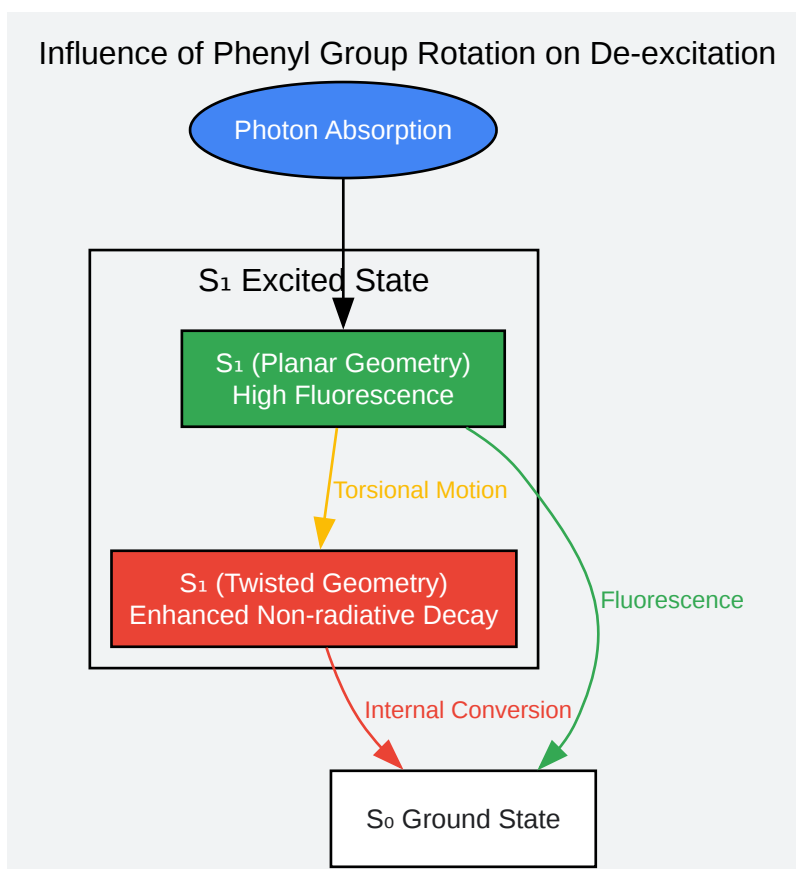 Influence of Phenyl Group Rotation on De-excitation
Photon Absorption
S₁ Excited State
S₁ (Planar Geometry)
High Fluorescence
Torsional Motion
S₁ (Twisted Geometry)
Enhanced Non-radiative Decay
Fluorescence
Internal Conversion
S₀ Ground State